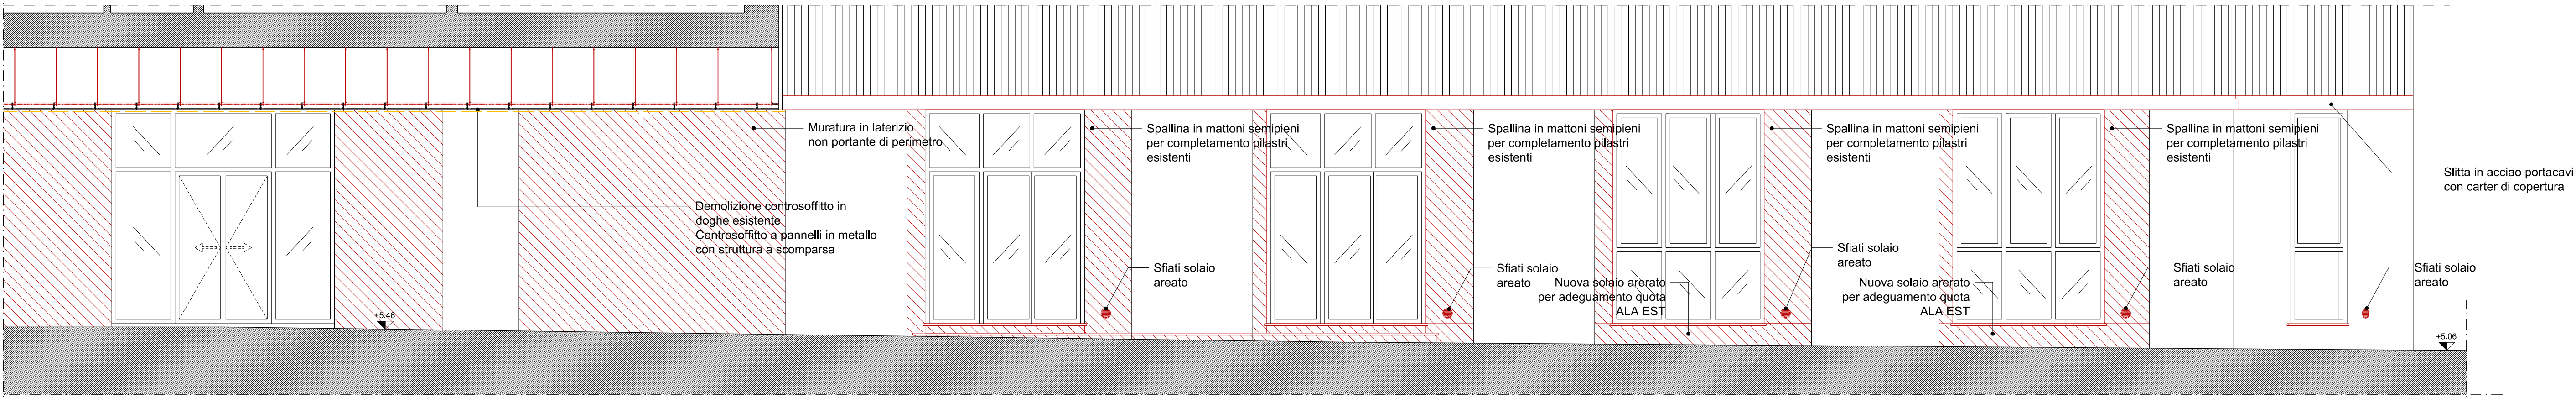 Muratura in laterizio
non portante di perimetro
Spallina in mattoni semipieni
per completamento pilastri
esistenti
Spallina in mattoni semipieni
per completamento pilastri
esistenti
Spallina in mattoni semipieni
per completamento pilastri
esistenti
Spallina in mattoni semipieni
per completamento pilastri
esistenti
Slitta in acciao portacavi
con carter di copertura
Demolizione controsoffitto in
doghe esistente
Controsoffitto a pannelli in metallo
con struttura a scomparsa
Sfiati solaio
areato
Sfiati solaio
areato
Nuova solaio arerato
per adeguamento quota
ALA EST
Sfiati solaio
areato
Nuova solaio arerato
per adeguamento quota
ALA EST
Sfiati solaio
areato
Sfiati solaio
areato
+5.46
+5.06